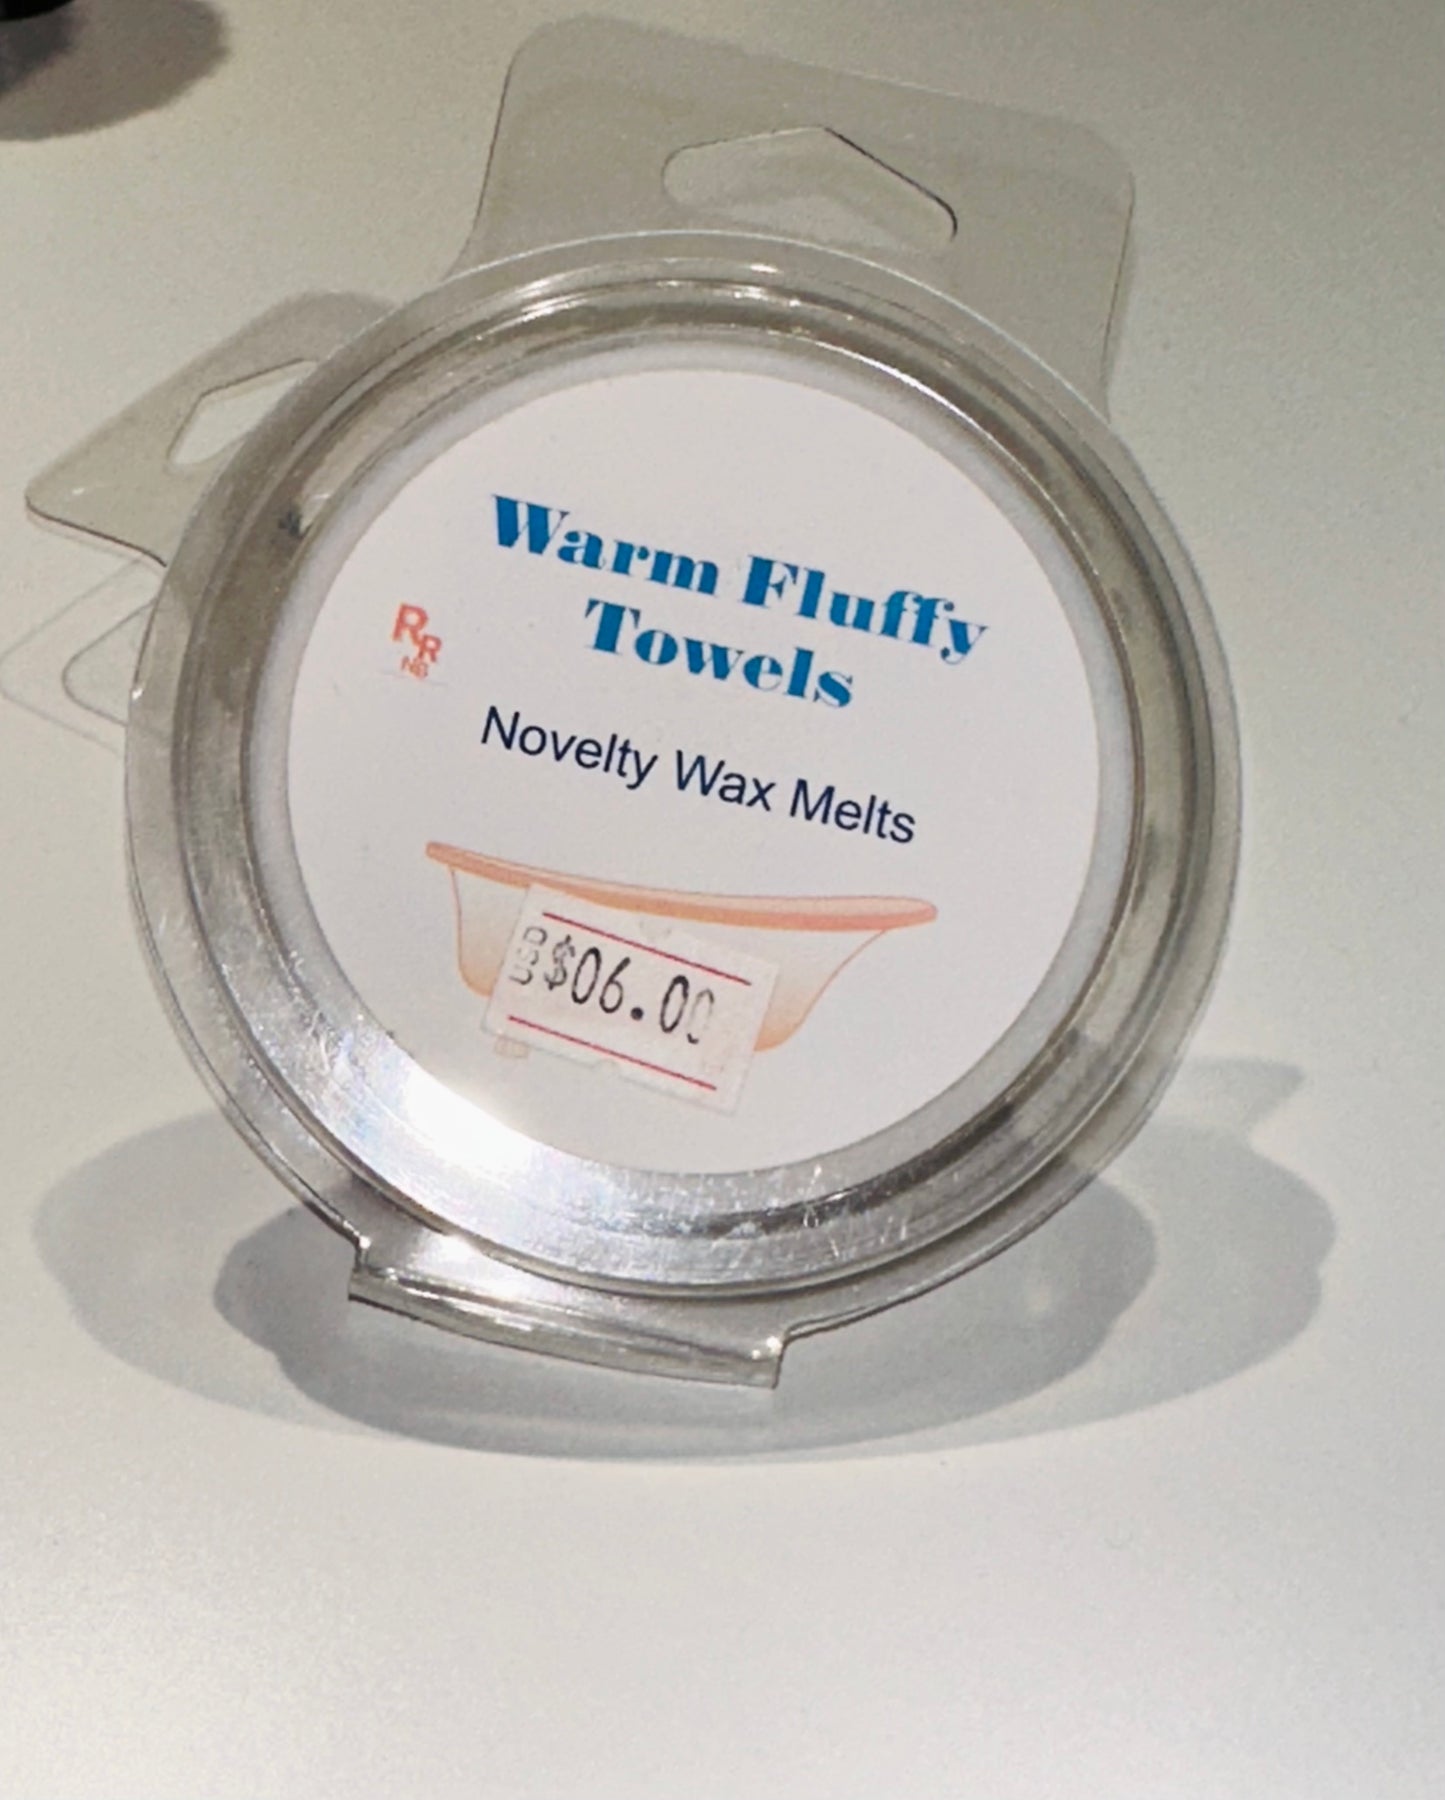 Warm Fluffy
Towels
RR
NB
Novelty Wax Melts
USD $06.00